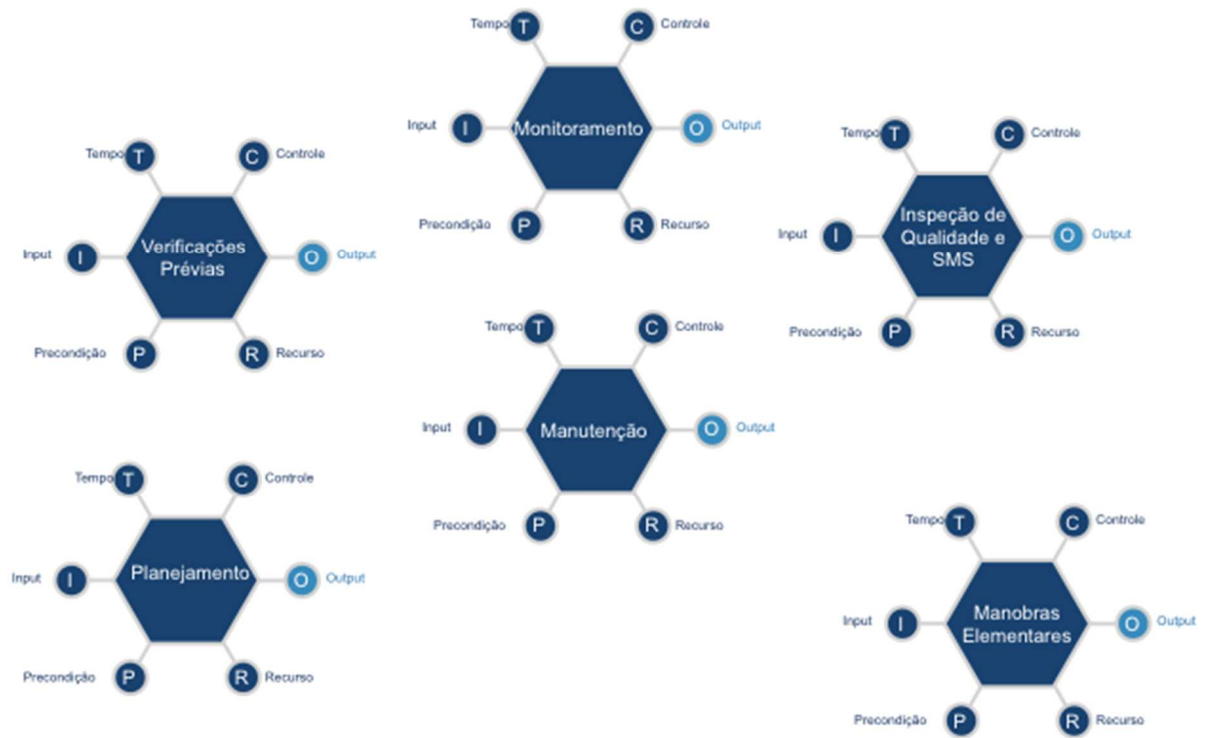 Tempo T C Controle
Input I Monitoramento O Output
Precondição P R Recurso
Tempo T C Controle
Input I Verificações
Prévias O Output
Precondição P R Recurso
Tempo T C Controle
Input I Inspeção de
Qualidade e
SMS O Output
Precondição P R Recurso
Tempo T C Controle
Input I Manutenção O Output
Precondição P R Recurso
Tempo T C Controle
Input I Planejamento O Output
Precondição P R Recurso
Tempo T C Controle
Input I Manobras
Elementares O Output
Precondição P R Recurso